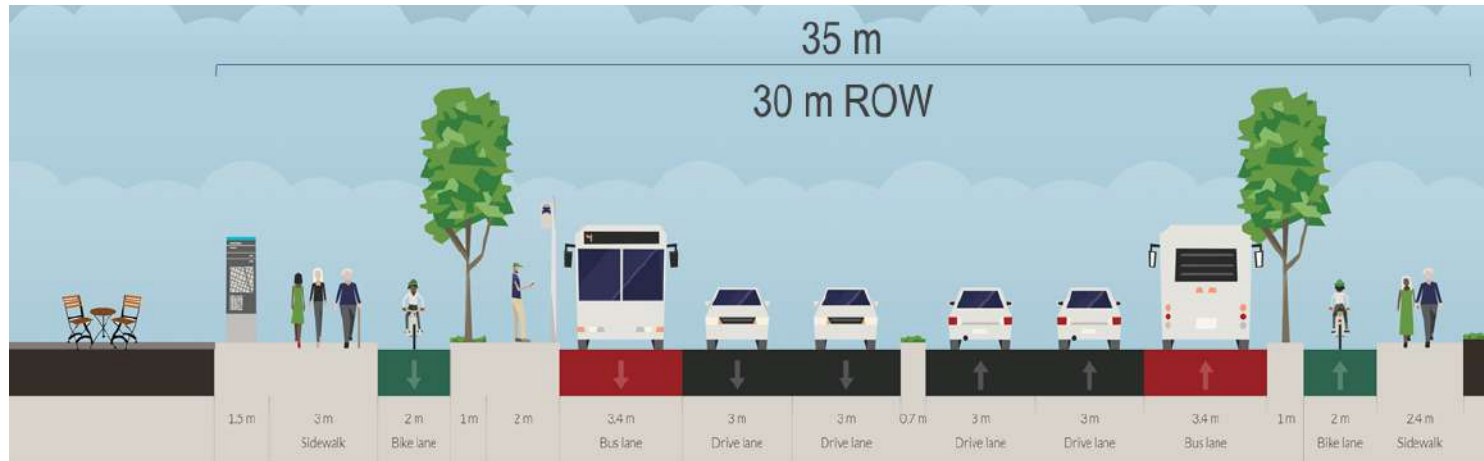 35 m
30 m ROW
4
1.5 m 3 m 2 m 1 m 2 m 3.4 m 3 m 3 m 0.7 m 3 m 3 m 3.4 m 1 m 2 m 2.4 m
Sidewalk Bike lane Bus lane Drive lane Drive lane Drive lane Drive lane Bus lane Bike lane Sidewalk